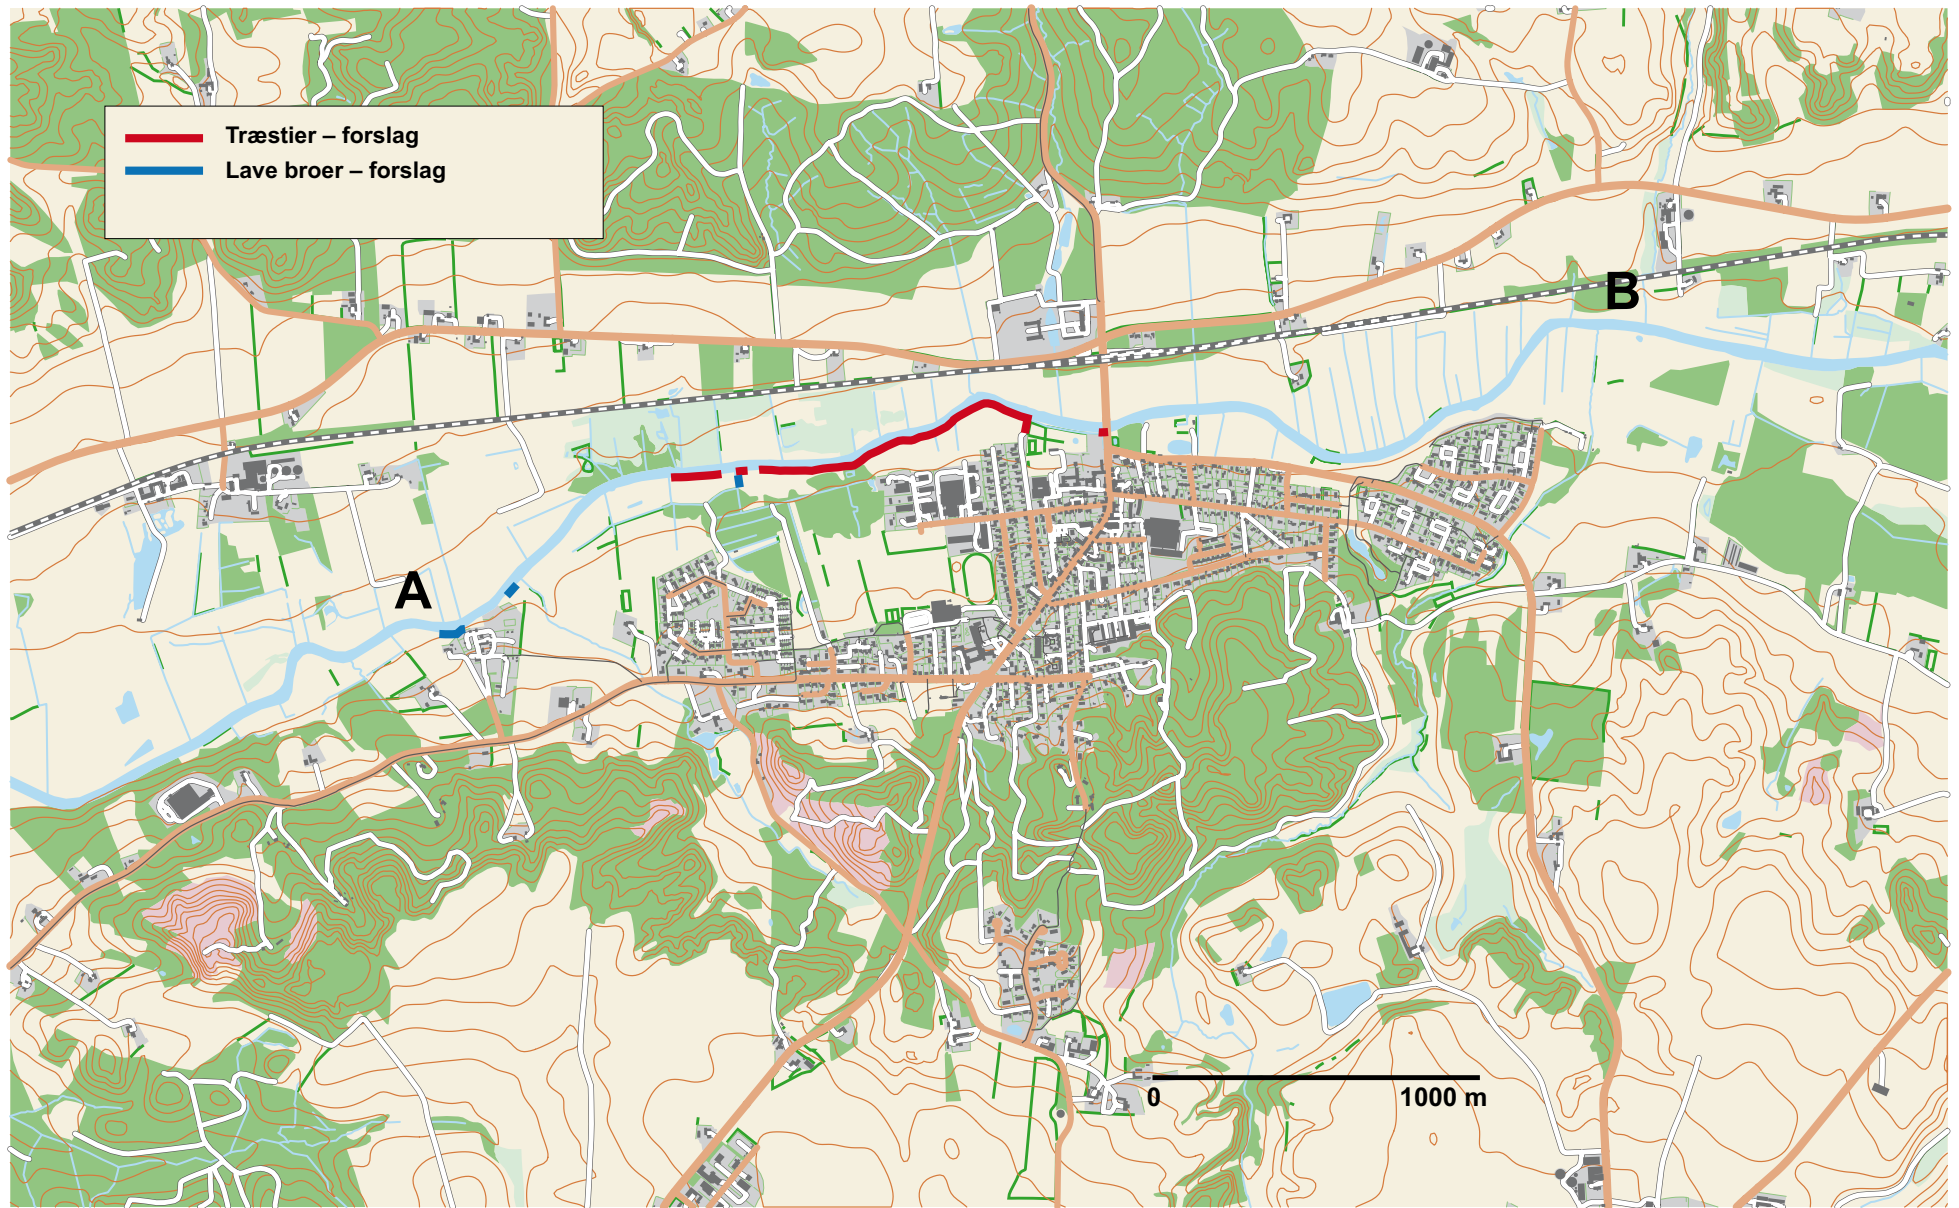 Træstier – forslag
Lave broer – forslag
B
A
0 1000 m